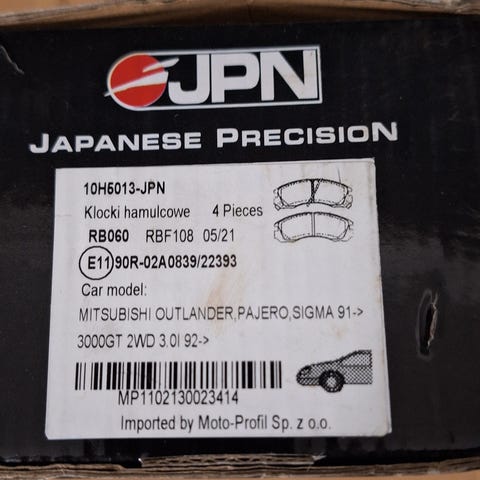 JPN
JAPANESE PRECISION
10H5013-JPN
Klocki hamulcowe 4 Pieces
RB060 RBF108 05/21
E11 90R-02A0839/22393
Car model:
MITSUBISHI OUTLANDER,PAJERO,SIGMA 91->
3000GT 2WD 3.0I 92->
MP1102130023414
Imported by Moto-Profil Sp. z o.o.